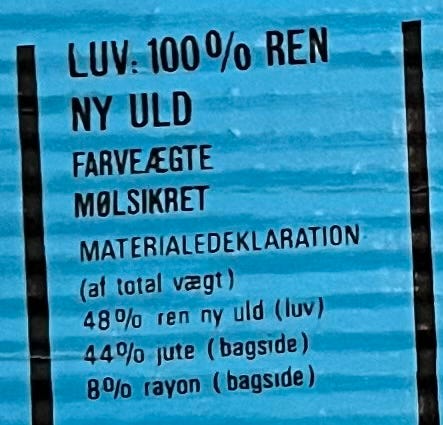 LUV: 100% REN
NY ULD
FARVEÆGTE
MØLSIKRET
MATERIALEDEKLARATION
(af total vægt)
48% ren ny uld (luv)
44% jute (bagside)
8% rayon (bagside)